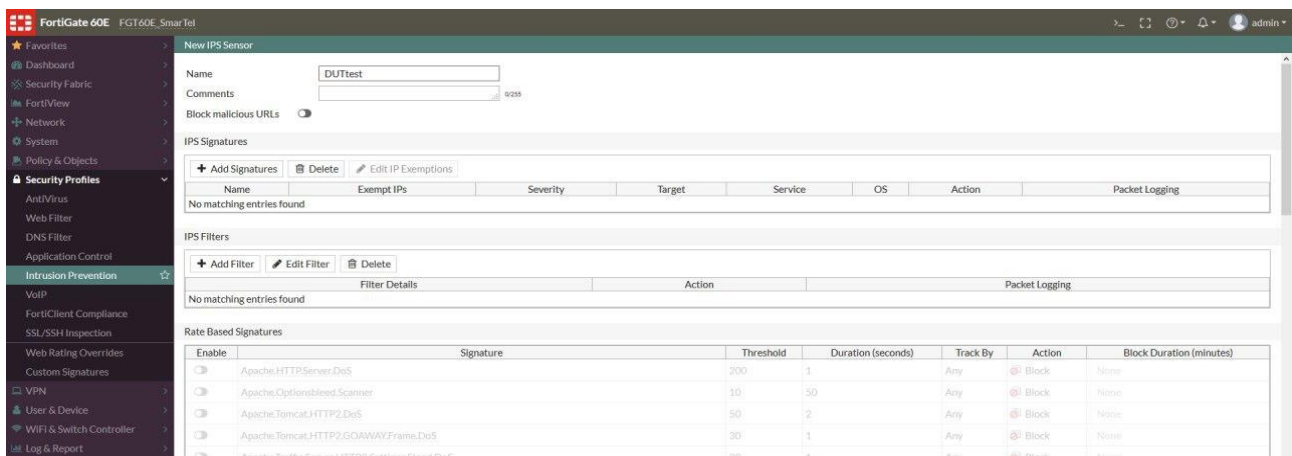 FortiGate 60E FGT60E_SmarTel
admin
Favorites
Dashboard
Security Fabric
FortiView
Network
System
Policy & Objects
Security Profiles
AntiVirus
Web Filter
DNS Filter
Application Control
Intrusion Prevention
VoIP
FortiClient Compliance
SSL/SSH Inspection
Web Rating Overrides
Custom Signatures
VPN
User & Device
WiFi & Switch Controller
Log & Report
New IPS Sensor
Name DUTtest
Comments 0/255
Block malicious URLs
IPS Signatures
Add Signatures Delete Edit IP Exemptions
Name Exempt IPs Severity Target Service OS Action Packet Logging
No matching entries found
IPS Filters
Add Filter Edit Filter Delete
Filter Details Action Packet Logging
No matching entries found
Rate Based Signatures
Enable Signature Threshold Duration (seconds) Track By Action Block Duration (minutes)
Apache.HTTP.Server.DoS 200 1 Any Block None
Apache.Optionsbleed.Scanner 10 50 Any Block None
Apache.Tomcat.HTTP2.DoS 50 2 Any Block None
Apache.Tomcat.HTTP2.GOAWAY.Frame.DoS 30 1 Any Block None